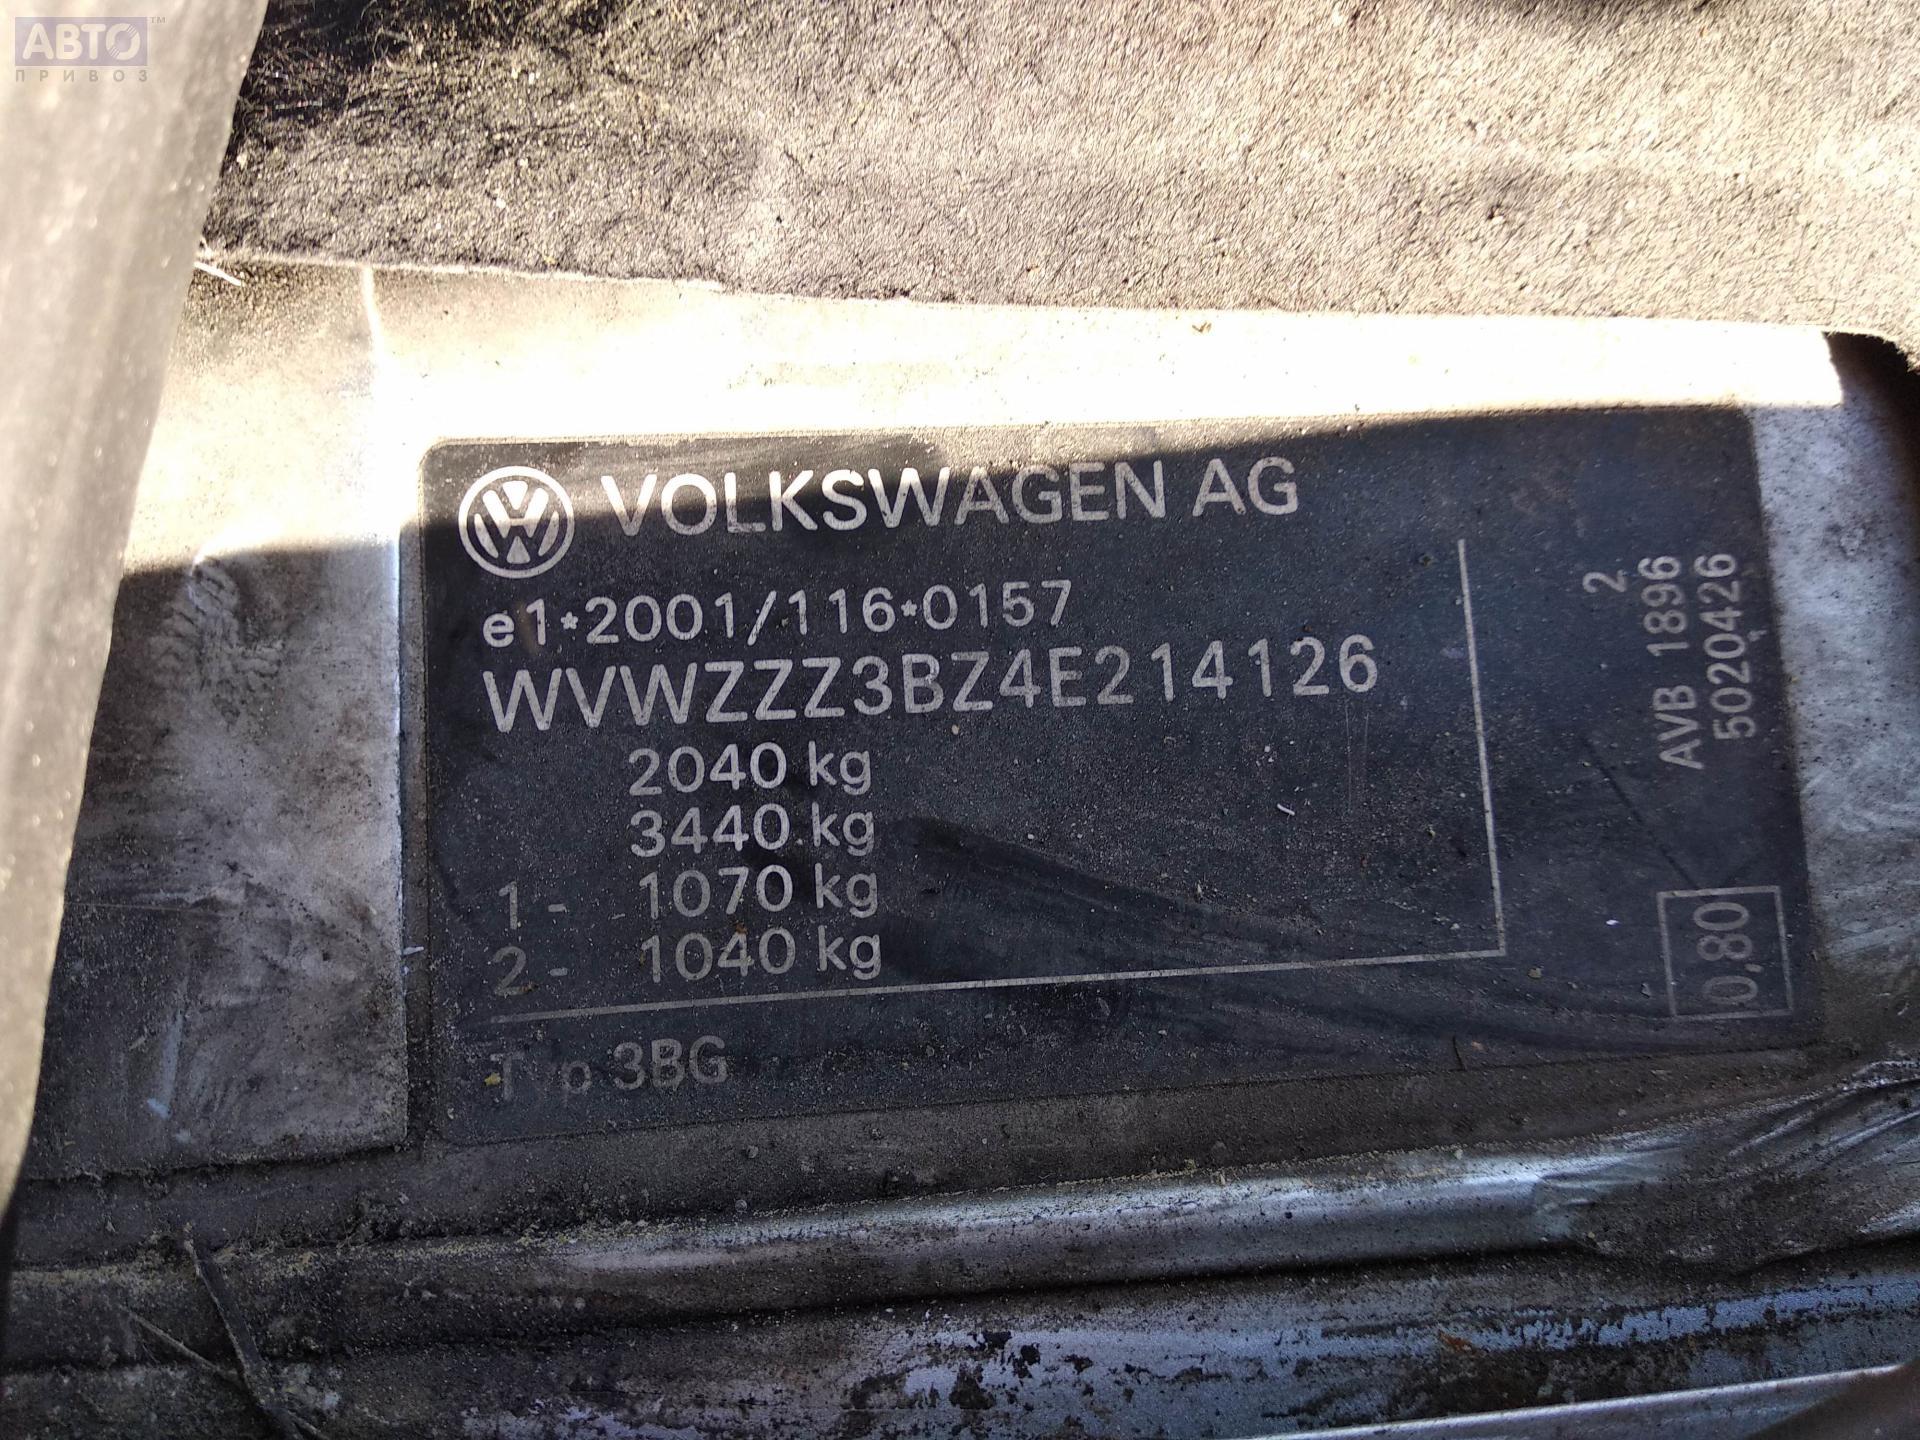 АВТО™
ПРИВОЗ
VOLKSWAGEN AG
e1*2001/116*0157
WVWZZZ3BZ4E214126
2040 kg
3440 kg
1 - 1070 kg
2 - 1040 kg
Typ 3BG
2
AVB 1896
5020426
0,80